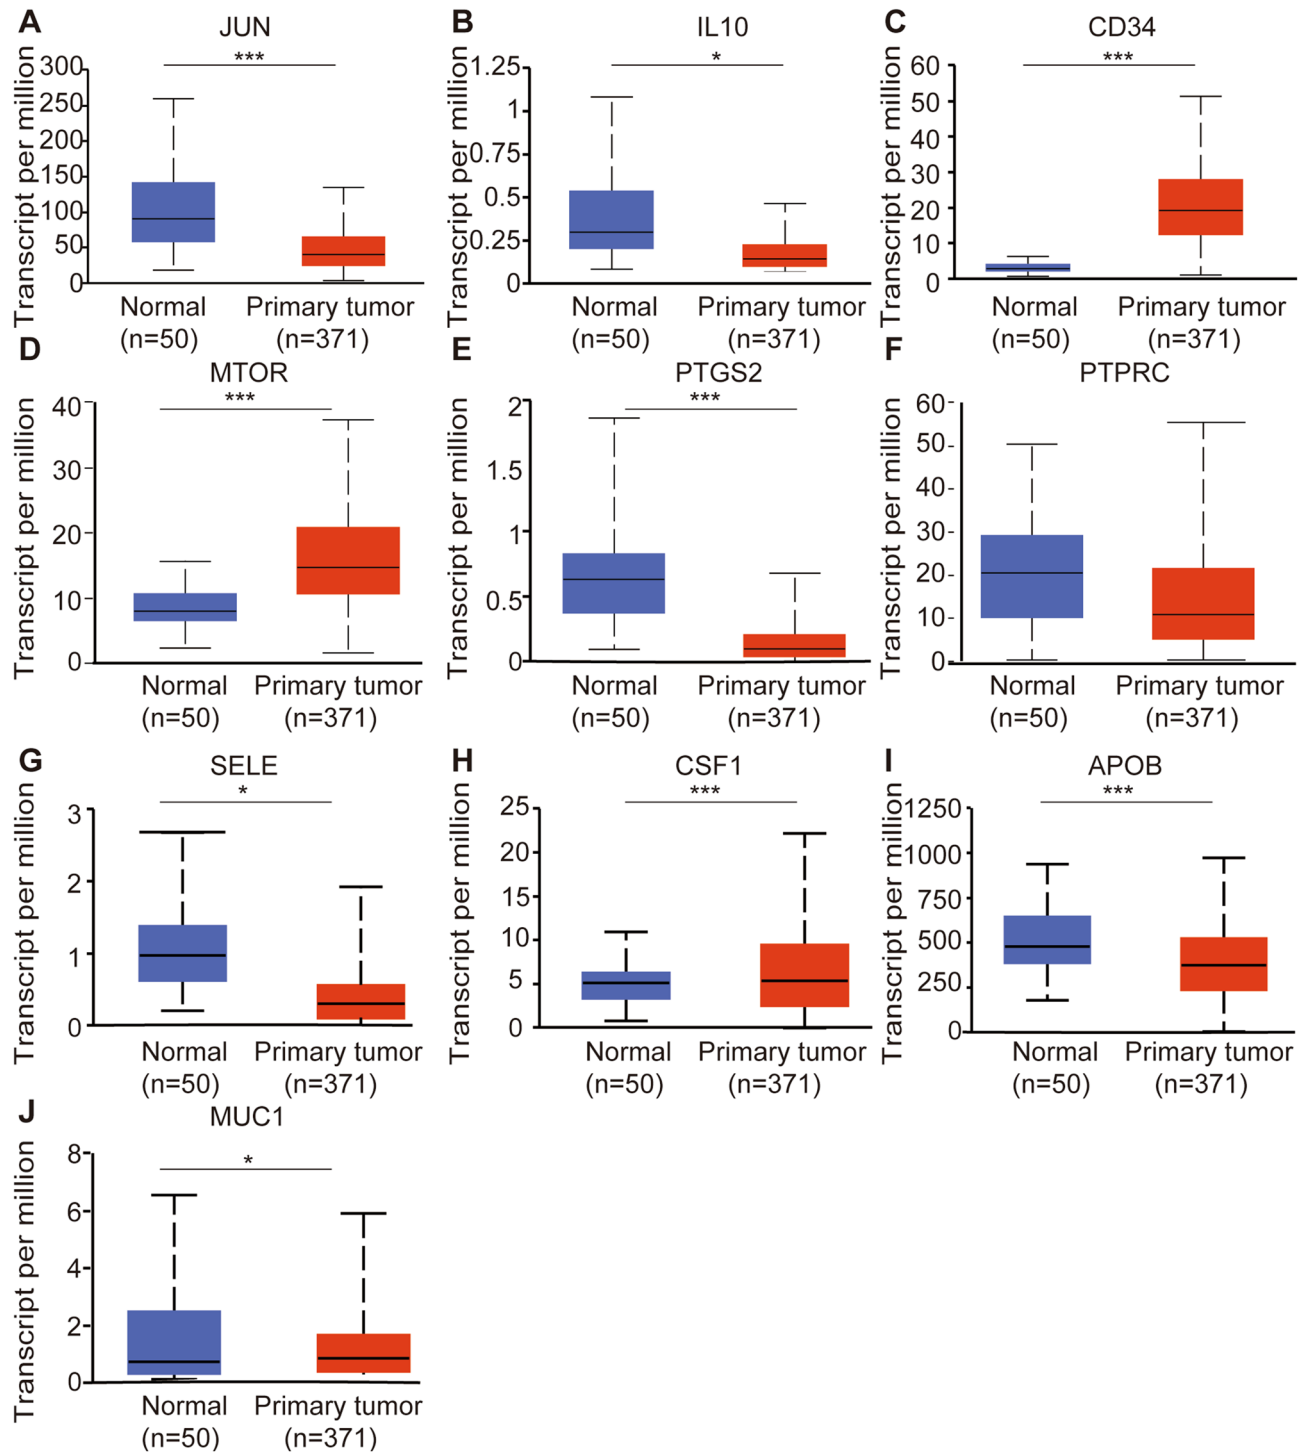 A
JUN
***
Transcript per million
300
250
200
150
100
50
0
Normal
(n=50)
Primary tumor
(n=371)
B
IL10
*
Transcript per million
1.25
1
0.75
0.5
0.25
0
Normal
(n=50)
Primary tumor
(n=371)
C
CD34
***
Transcript per million
60
50
40
30
20
10
0
Normal
(n=50)
Primary tumor
(n=371)
D
MTOR
***
Transcript per million
40
30
20
10
0
Normal
(n=50)
Primary tumor
(n=371)
E
PTGS2
***
Transcript per million
2
1.5
1
0.5
0
Normal
(n=50)
Primary tumor
(n=371)
F
PTPRC
Transcript per million
60
50
40
30
20
10
0
Normal
(n=50)
Primary tumor
(n=371)
G
SELE
*
Transcript per million
3
2
1
0
Normal
(n=50)
Primary tumor
(n=371)
H
CSF1
***
Transcript per million
25
20
15
10
5
0
Normal
(n=50)
Primary tumor
(n=371)
I
APOB
***
Transcript per million
1250
1000
750
500
250
0
Normal
(n=50)
Primary tumor
(n=371)
J
MUC1
*
Transcript per million
8
6
4
2
0
Normal
(n=50)
Primary tumor
(n=371)